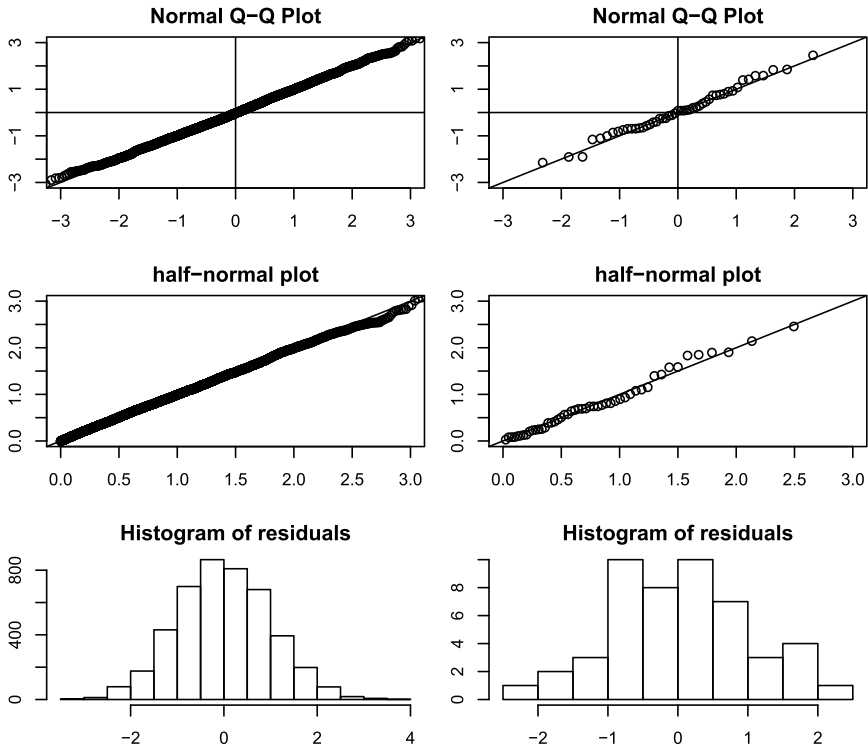 Normal Q−Q Plot
Normal Q−Q Plot
3
1
−1
−3
−3 −2 −1 0 1 2 3
3
1
−1
−3
−3 −2 −1 0 1 2 3
half−normal plot
half−normal plot
3.0
2.0
1.0
0.0
0.0 0.5 1.0 1.5 2.0 2.5 3.0
3.0
2.0
1.0
0.0
0.0 0.5 1.0 1.5 2.0 2.5 3.0
Histogram of residuals
Histogram of residuals
800
400
0
−2 0 2 4
8
6
4
2
0
−2 −1 0 1 2